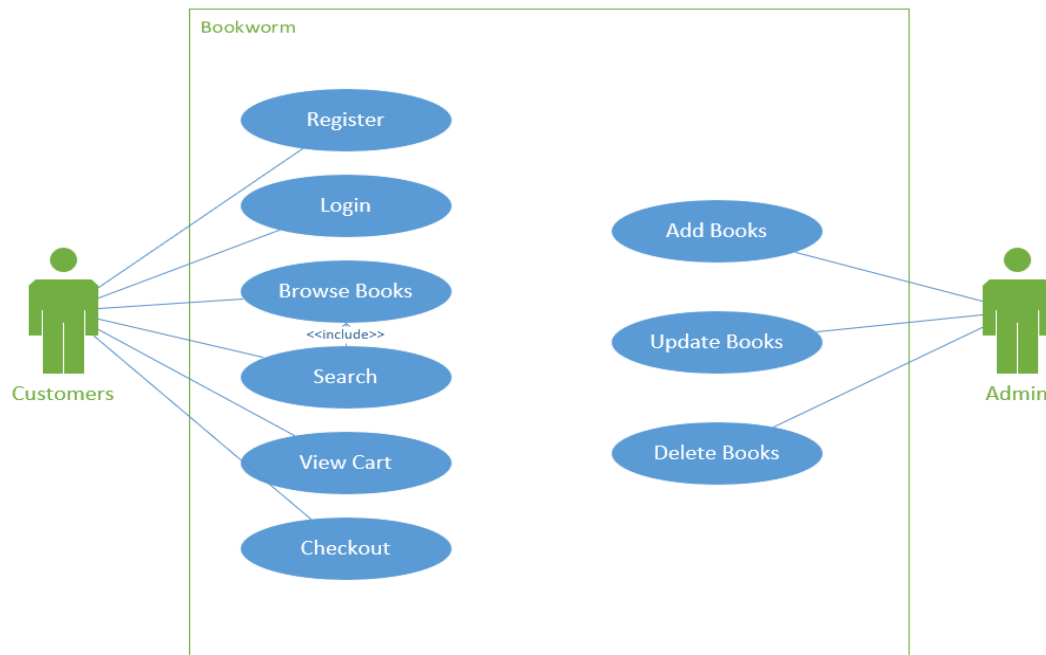 Bookworm
Register
Login
Browse Books
<<include>>
Search
View Cart
Checkout
Customers
Add Books
Update Books
Delete Books
Admin